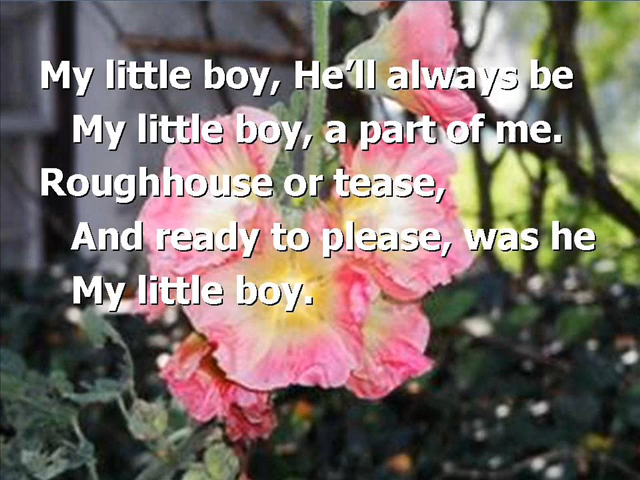 My little boy, He’ll always be
My little boy, a part of me.
Roughhouse or tease,
And ready to please, was he
My little boy.